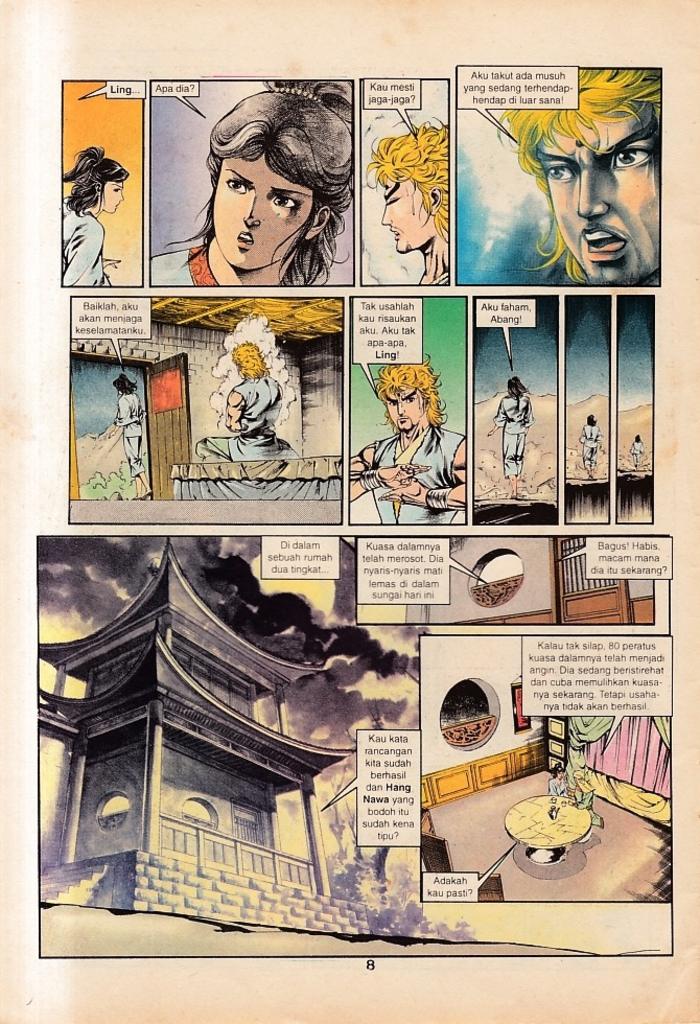 Ling...
Apa dia?
Kau mesti
jaga-jaga?
Aku takut ada musuh
yang sedang terhendap-
hendap di luar sana!
Baiklah, aku
akan menjaga
keselamatanku.
Tak usahlah
kau risaukan
aku. Aku tak
apa-apa,
Ling!
Aku faham,
Abang!
Di dalam
sebuah rumah
dua tingkat...
Kau kata
rancangan
kita sudah
berhasil
dan Hang
Nawa yang
bodoh itu
sudah kena
tipu?
Kuasa dalamnya
telah merosot. Dia
nyaris-nyaris mati
lemas di dalam
sungai hari ini
Bagus! Habis,
macam mana
dia itu sekarang?
Kalau tak silap, 80 peratus
kuasa dalamnya telah menjadi
angin. Dia sedang beristirehat
dan cuba memulihkan kuasa-
nya sekarang. Tetapi usaha-
nya tidak akan berhasil.
Adakah
kau pasti?
8